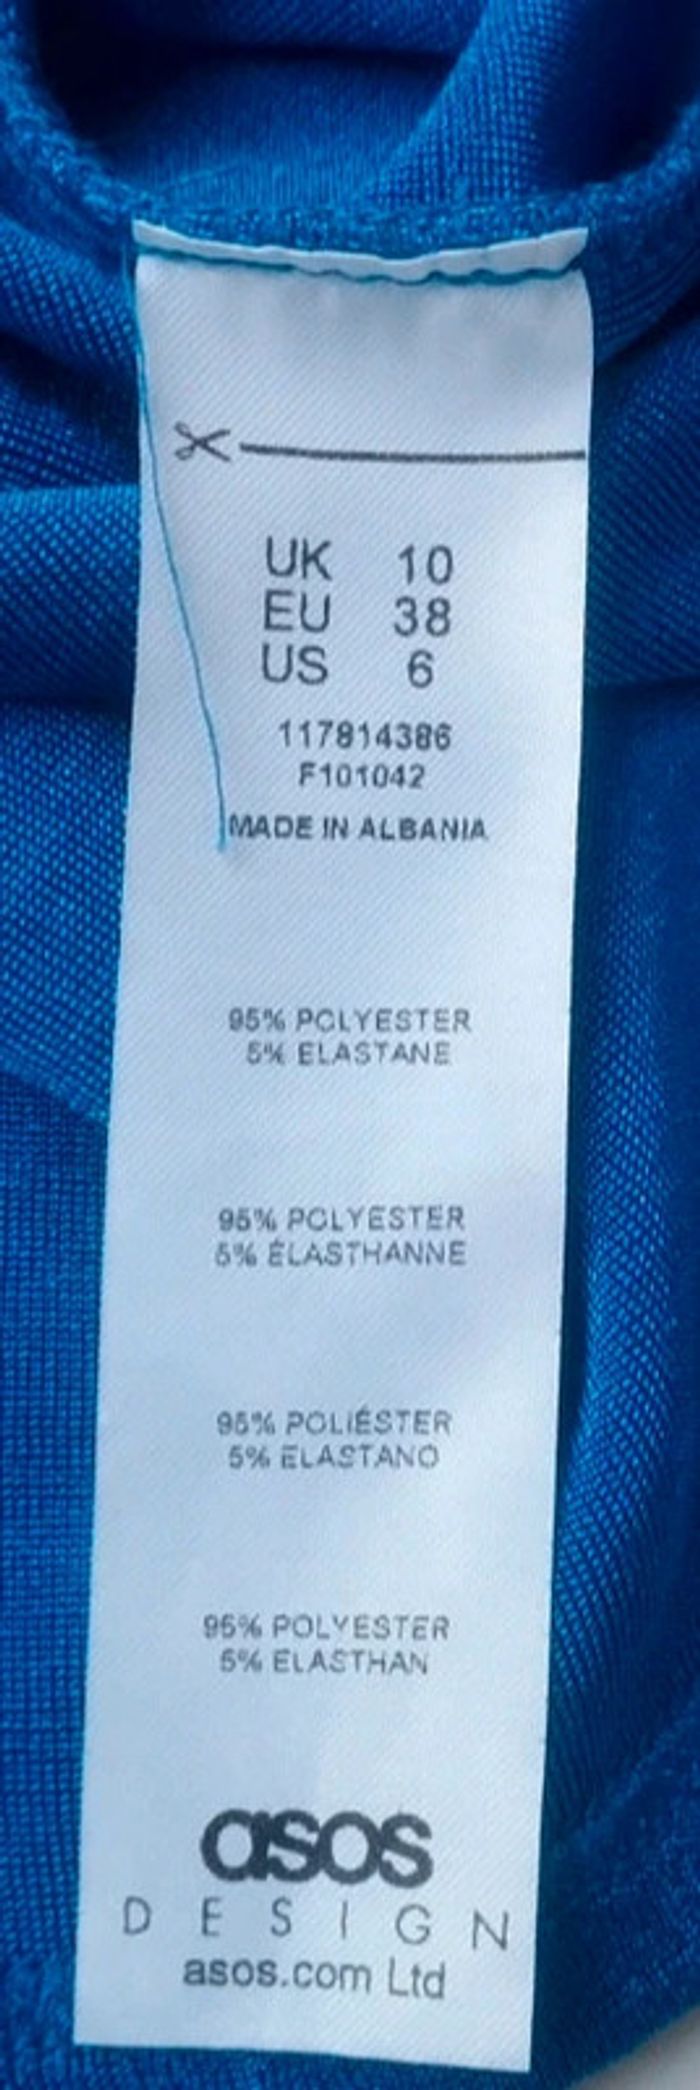 UK 10
EU 38
US 6
117814386
F101042
MADE IN ALBANIA
95% POLYESTER
5% ELASTANE
95% POLYESTER
5% ÉLASTHANNE
95% POLIÉSTER
5% ELASTANO
95% POLYESTER
5% ELASTHAN
asos
DESIGN
asos.com Ltd